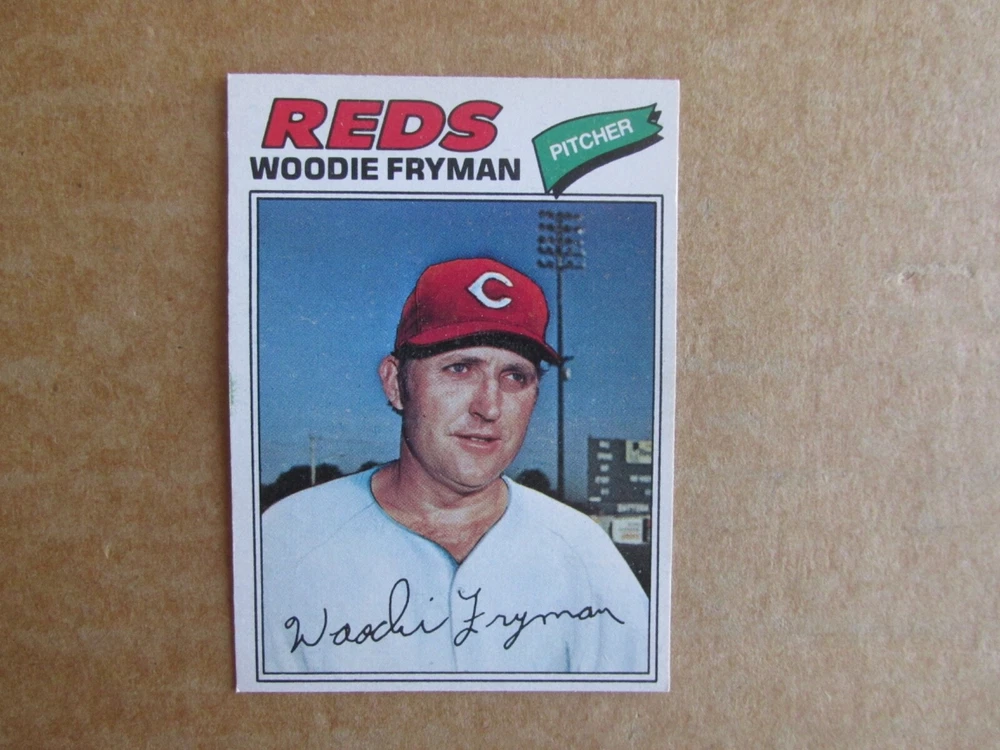 REDS
WOODIE FRYMAN
PITCHER
C
Woodie Fryman